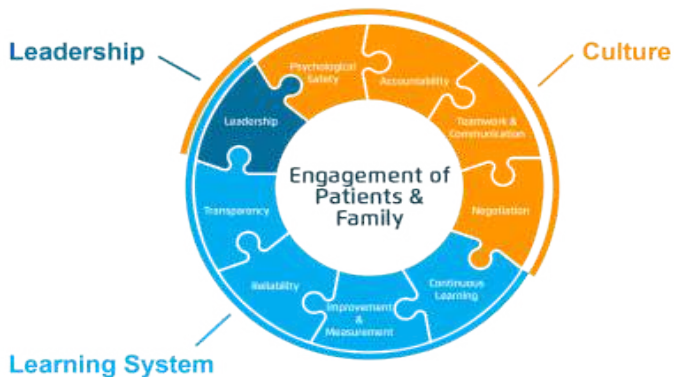 Leadership
Culture
Psychological
Safety
Accountability
Teamwork &
Communication
Leadership
Engagement of
Patients &
Family
Transparency
Negotiation
Reliability
Continuous
Learning
Improvement
&
Measurement
Learning System